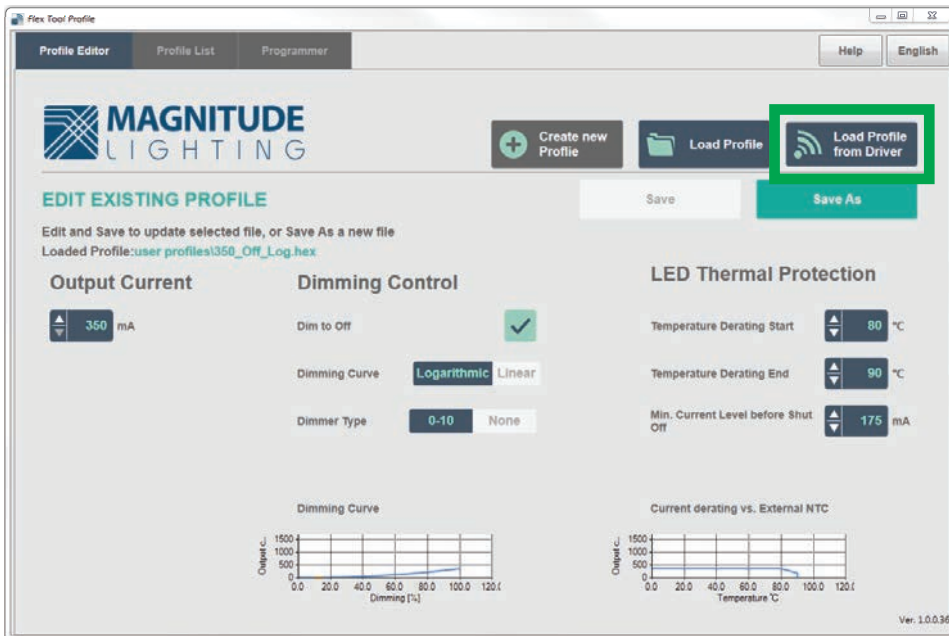 Flex Tool Profile
Profile Editor
Profile List
Programmer
Help
English
MAGNITUDE
LIGHTING
Create new
Proflie
Load Profile
Load Profile
from Driver
EDIT EXISTING PROFILE
Save
Save As
Edit and Save to update selected file, or Save As a new file
Loaded Profile:user profiles\350_Off_Log.hex
Output Current
350 mA
Dimming Control
Dim to Off
Dimming Curve
Logarithmic
Linear
Dimmer Type
0-10
None
LED Thermal Protection
Temperature Derating Start
80 °C
Temperature Derating End
90 °C
Min. Current Level before Shut
Off
175 mA
Dimming Curve
Output c..
1500
1000
500
0
0.0 20.0 40.0 60.0 80.0 100.0 120.
Dimming [%]
Current derating vs. External NTC
Output c..
1500
1000
500
0
0.0 20.0 40.0 60.0 80.0 100.0 120.
Temperature °C
Ver. 1.0.0.36